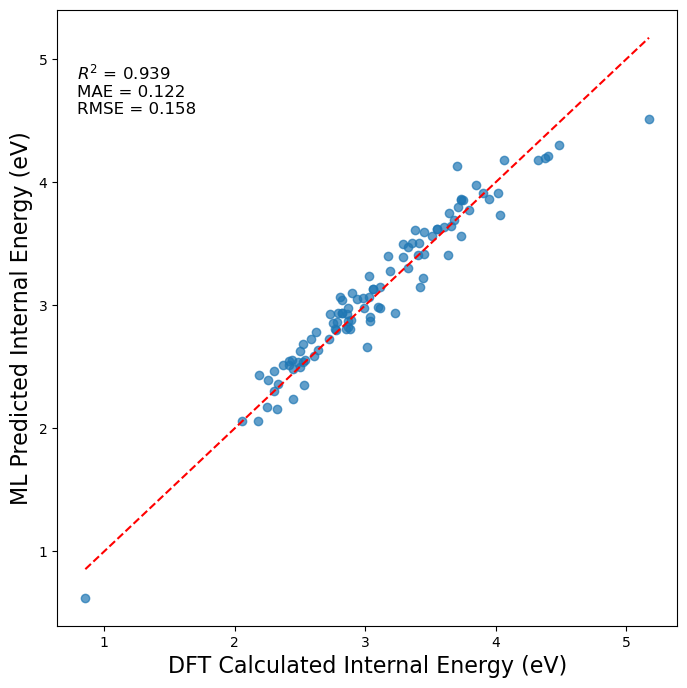 R² = 0.939
MAE = 0.122
RMSE = 0.158
ML Predicted Internal Energy (eV)
5
4
3
2
1
1 2 3 4 5
DFT Calculated Internal Energy (eV)